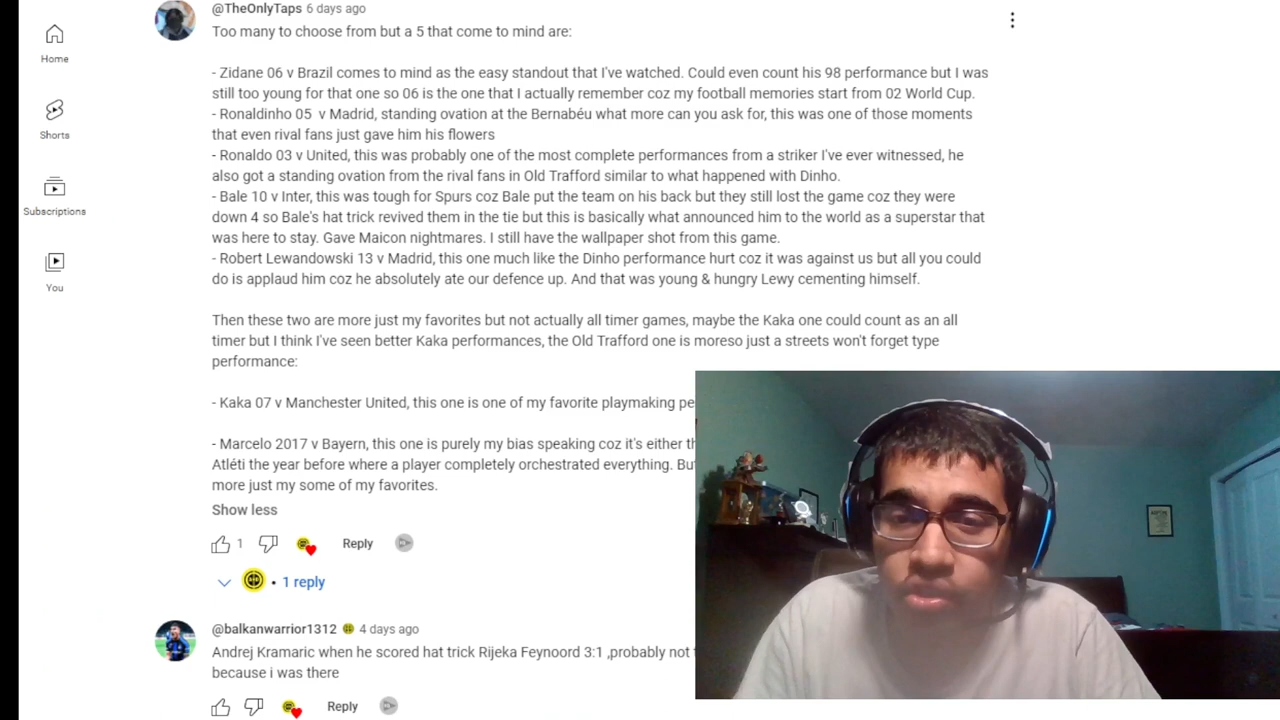 @TheOnlyTaps 6 days ago
Too many to choose from but a 5 that come to mind are:
- Zidane 06 v Brazil comes to mind as the easy standout that I've watched. Could even count his 98 performance but I was
still too young for that one so 06 is the one that I actually remember coz my football memories start from 02 World Cup.
- Ronaldinho 05 v Madrid, standing ovation at the Bernabéu what more can you ask for, this was one of those moments
that even rival fans just gave him his flowers
- Ronaldo 03 v United, this was probably one of the most complete performances from a striker I've ever witnessed, he
also got a standing ovation from the rival fans in Old Trafford similar to what happened with Dinho.
- Bale 10 v Inter, this was tough for Spurs coz Bale put the team on his back but they still lost the game coz they were
down 4 so Bale's hat trick revived them in the tie but this is basically what announced him to the world as a superstar that
was here to stay. Gave Maicon nightmares. I still have the wallpaper shot from this game.
- Robert Lewandowski 13 v Madrid, this one much like the Dinho performance hurt coz it was against us but all you could
do is applaud him coz he absolutely ate our defence up. And that was young & hungry Lewy cementing himself.
Then these two are more just my favorites but not actually all timer games, maybe the Kaka one could count as an all
timer but I think I've seen better Kaka performances, the Old Trafford one is moreso just a streets won't forget type
performance:
- Kaka 07 v Manchester United, this one is one of my favorite playmaking pe
- Marcelo 2017 v Bayern, this one is purely my bias speaking coz it's either th
Atléti the year before where a player completely orchestrated everything. Bu
more just my some of my favorites.
Show less
1
Reply
1 reply
@balkanwarrior1312 4 days ago
Andrej Kramaric when he scored hat trick Rijeka Feynoord 3:1 ,probably not t
because i was there
Reply
Home
Shorts
Subscriptions
You